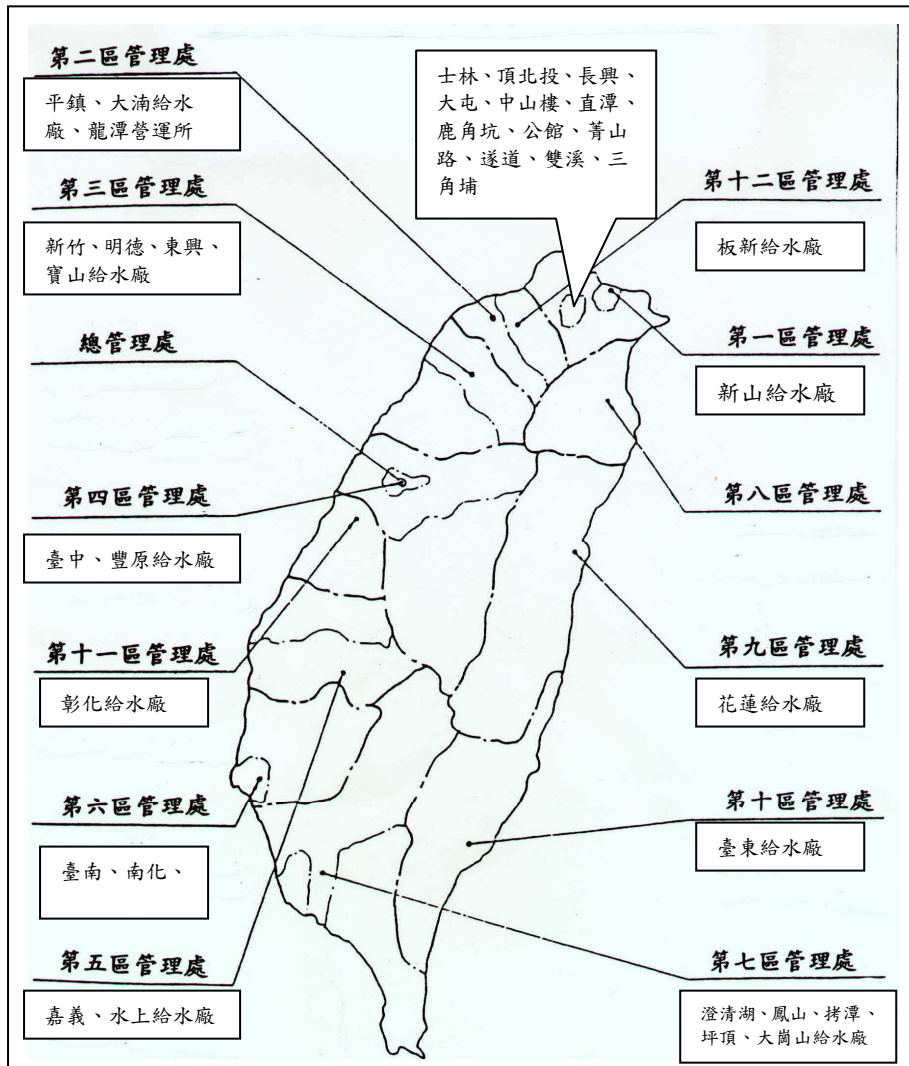 第二區管理處
平鎮、大湳給水
廠、龍潭營運所
士林、頂北投、長興、
大屯、中山樓、直潭、
鹿角坑、公館、菁山
路、遂道、雙溪、三
角埔
第三區管理處
新竹、明德、東興、
寶山給水廠
第十二區管理處
板新給水廠
總管理處
第一區管理處
新山給水廠
第四區管理處
臺中、豐原給水廠
第八區管理處
第十一區管理處
彰化給水廠
第九區管理處
花蓮給水廠
第六區管理處
臺南、南化、
第十區管理處
臺東給水廠
第五區管理處
嘉義、水上給水廠
第七區管理處
澄清湖、鳳山、拷潭、
坪頂、大崗山給水廠